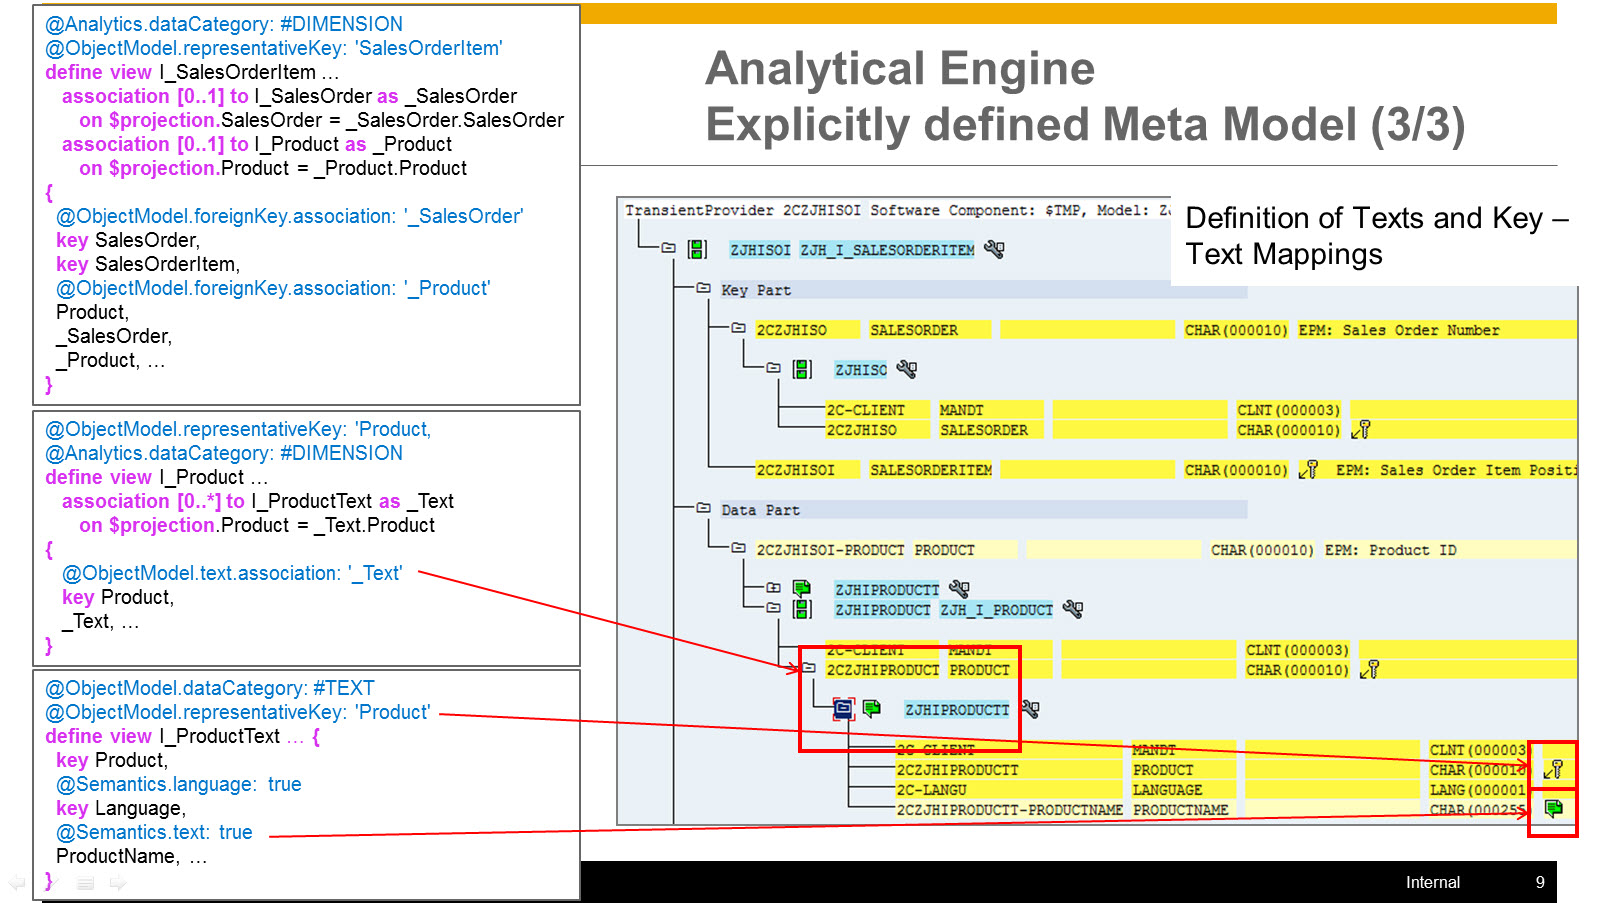 @Analytics.dataCategory: #DIMENSION
@ObjectModel.representativeKey: 'SalesOrderItem'
define view I_SalesOrderItem ...
association [0..1] to I_SalesOrder as _SalesOrder
on $projection.SalesOrder = _SalesOrder.SalesOrder
association [0..1] to I_Product as _Product
on $projection.Product = _Product.Product
{
@ObjectModel.foreignKey.association: '_SalesOrder'
key SalesOrder,
key SalesOrderItem,
@ObjectModel.foreignKey.association: '_Product'
Product,
_SalesOrder,
_Product, ...
}
@ObjectModel.representativeKey: 'Product,
@Analytics.dataCategory: #DIMENSION
define view I_Product ...
association [0..*] to I_ProductText as _Text
on $projection.Product = _Text.Product
{
@ObjectModel.text.association: '_Text'
key Product,
_Text, ...
}
@ObjectModel.dataCategory: #TEXT
@ObjectModel.representativeKey: 'Product'
define view I_ProductText ... {
key Product,
@Semantics.language: true
key Language,
@Semantics.text: true
ProductName, ...
}
Analytical Engine
Explicitly defined Meta Model (3/3)
Definition of Texts and Key –
Text Mappings
TransientProvider 2CZJHISOI Software Component: $TMP, Model: ZJ
ZJHISOI ZJH_I_SALESORDERITEM
Key Part
2CZJHISO SALESORDER CHAR(000010) EPM: Sales Order Number
ZJHISO
2C-CLIENT MANDT CLNT(000003)
2CZJHISO SALESORDER CHAR(000010)
2CZJHISOI SALESORDERITEM CHAR(000010) EPM: Sales Order Item Positi
Data Part
2CZJHISOI-PRODUCT PRODUCT CHAR(000010) EPM: Product ID
ZJHIPRODUCTT
ZJHIPRODUCT ZJH_I_PRODUCT
2C-CLIENT MANDT CLNT(000003)
2CZJHIPRODUCT PRODUCT CHAR(000010)
ZJHIPRODUCTT
2C-CLIENT MANDT CLNT(000003
2CZJHIPRODUCTT PRODUCT CHAR(000010
2C-LANGU LANGUAGE LANG(000001
2CZJHIPRODUCTT-PRODUCTNAME PRODUCTNAME CHAR(000255
Internal 9